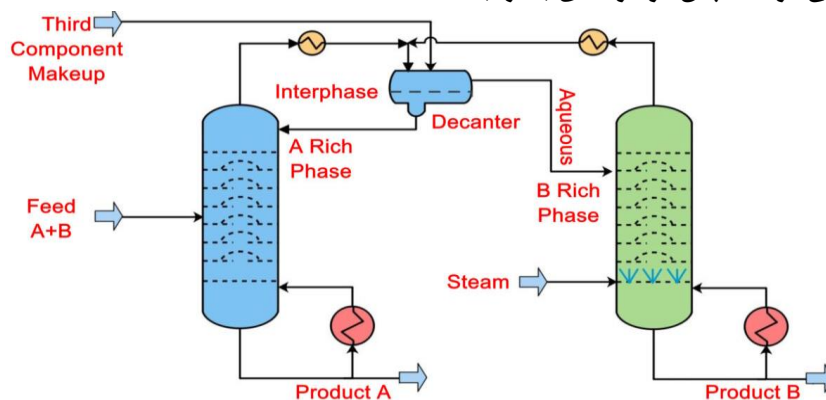 Third
Component
Makeup
Interphase
Decanter
Aqueous
A Rich
Phase
B Rich
Phase
Feed
A+B
Steam
Product A
Product B